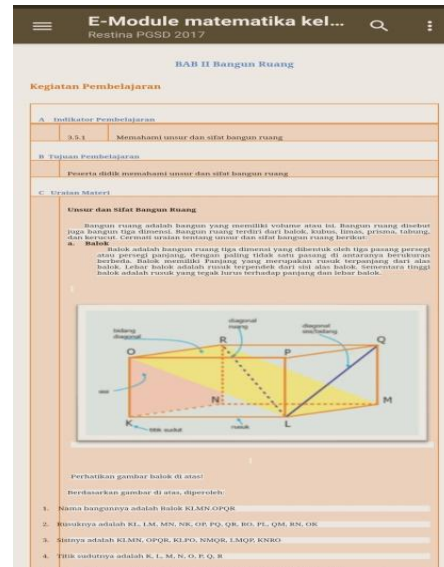 E-Module matematika kel...
Restina PGSD 2017
BAB II Bangun Ruang
Kegiatan Pembelajaran
A Indikator Pembelajaran
3.5.1 Memahami unsur dan sifat bangun ruang
B Tujuan Pembelajaran
Peserta didik memahami unsur dan sifat bangun ruang
C Uraian Materi
Unsur dan Sifat Bangun Ruang
Bangun ruang adalah bangun yang memiliki volume atau isi. Bangun ruang disebut
juga bangun tiga dimensi. Bangun ruang terdiri dari balok, kubus, limas, prisma, tabung,
dan kerucut. Cermati uraian tentang unsur dan sifat bangun ruang berikut
a. Balok
Balok adalah bangun ruang tiga dimensi yang dibentuk oleh tiga pasang persegi
atau persegi panjang, dengan paling tidak satu pasang di antaranya berukuran
berbeda. Balok memiliki Panjang yang merupakan rusuk terpanjang dari alas
balok. Lebar balok adalah rusuk terpendek dari sisi alas balok. Sementara tinggi
balok adalah rusuk yang tegak lurus terhadap panjang dan lebar balok.
bidang diagonal
diagonal ruang
diagonal sisi/bidang
O
R
P
Q
sisi
N
M
K
L
titik sudut
rusuk
Perhatikan gambar balok di atas!
Berdasarkan gambar di atas, diperoleh:
1. Nama bangunnya adalah Balok KLMN.OPQR
2. Rusuknya adalah KL, LM, MN, NK, OP, PQ, QR, RO, PL, QM, RN, OK
3. Sisinya adalah KLMN, OPQR, KLPO, NMQR, LMQP, KNRO
4. Titik sudutnya adalah K, L, M, N, O, P, Q, R